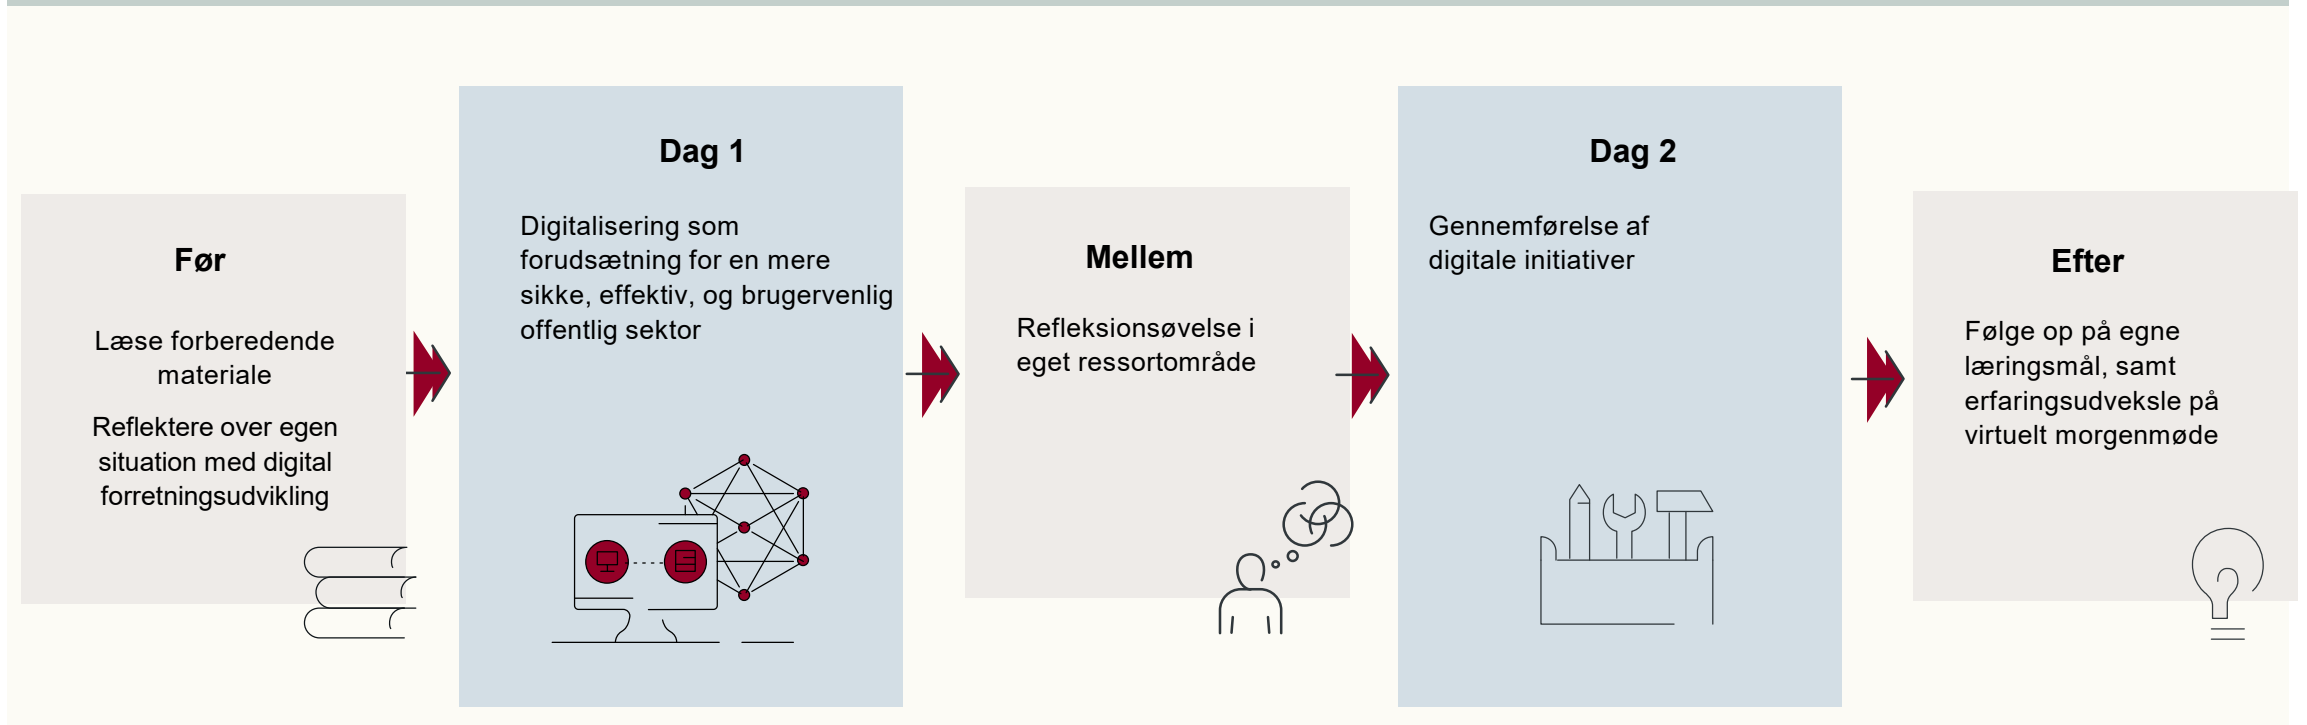 Før
Læse forberedende
materiale
Reflektere over egen
situation med digital
forretningsudvikling
Dag 1
Digitalisering som
forudsætning for en mere
sikke, effektiv, og brugervenlig
offentlig sektor
Mellem
Refleksionsøvelse i
eget ressortområde
Dag 2
Gennemførelse af
digitale initiativer
Efter
Følge op på egne
læringsmål, samt
erfaringsudveksle på
virtuelt morgenmøde